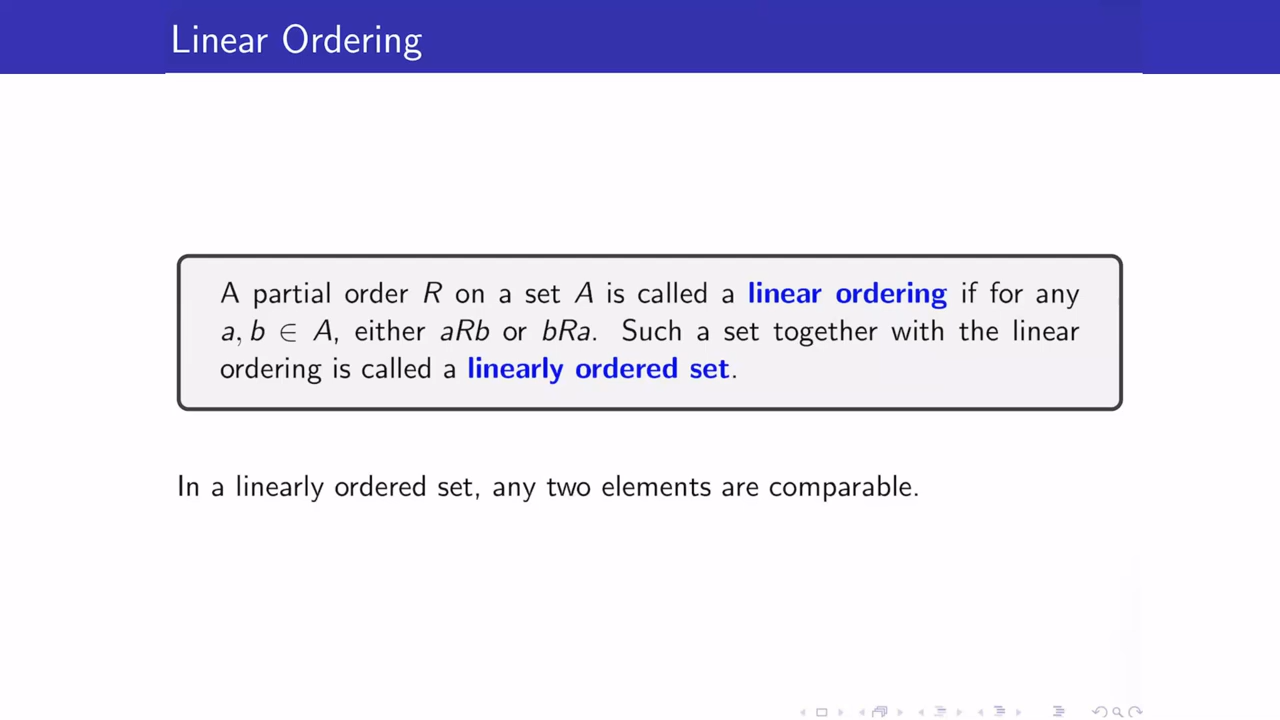 Linear Ordering
A partial order R on a set A is called a linear ordering if for any
a, b ∈ A, either aRb or bRa. Such a set together with the linear
ordering is called a linearly ordered set.
In a linearly ordered set, any two elements are comparable.